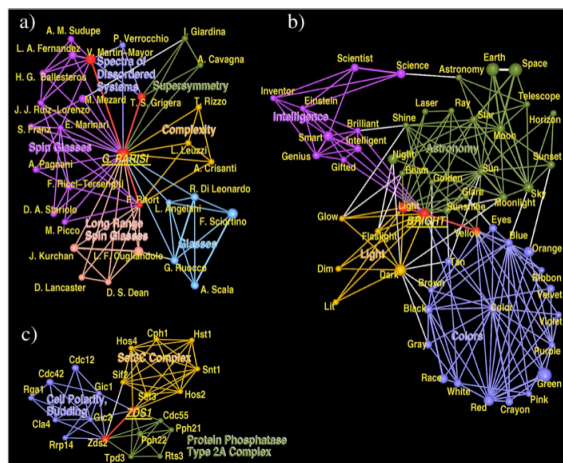 a)
A. M. Sudupe
P. Verrocchio
I. Giardina
L. A. Fernandez
V. Martin-Mayor
A. Cavagna
Spectra of
Disordered
Systems
H. G. Ballesteros
Supersymmetry
M. Mezard
T. S. Grigera
T. Rizzo
J. J. Ruiz-Lorenzo
Complexity
S. Franz
E. Marinari
L. Leuzzi
Spin Glasses
G. PARISI
A. Pagnani
A. Crisanti
F. Ricci-Tersenghi
R. Di Leonardo
D. A. Stariolo
F. Ritort
L. Angelani
F. Sciortino
M. Picco
Long Range
Spin Glasses
Glasses
J. Kurchan
L. F. Cugliandolo
G. Ruocco
D. Lancaster
A. Scala
D. S. Dean
b)
Scientist
Science
Earth
Space
Astronomy
Inventor
Einstein
Laser
Ray
Telescope
Intelligence
Brilliant
Shine
Star
Horizon
Smart
Intelligent
Moon
Genius
Night
Astronomy
Sunset
Gifted
Beam
Golden
Sun
Glare
Sky
Light
Sunshine
Moonlight
Glow
BRIGHT
Eyes
Flashlight
Yellow
Blue
Orange
Light
Tan
Dim
Dark
Ribbon
Brown
Velvet
Lit
Black
Color
Violet
Gray
Colors
Purple
Race
White
Green
Pink
Red
Crayon
c)
Cph1
Hst1
Hos4
Cdc12
Set3C Complex
Cdc42
Sif2
Snt1
Rga1
Gic1
Set3
Hos2
Cell Polarity,
Budding
ZDS1
Gic2
Cdc55
Cla4
Pph21
Zds2
Pph22
Protein Phosphatase
Type 2A Complex
Rrp14
Tpd3
Rts3